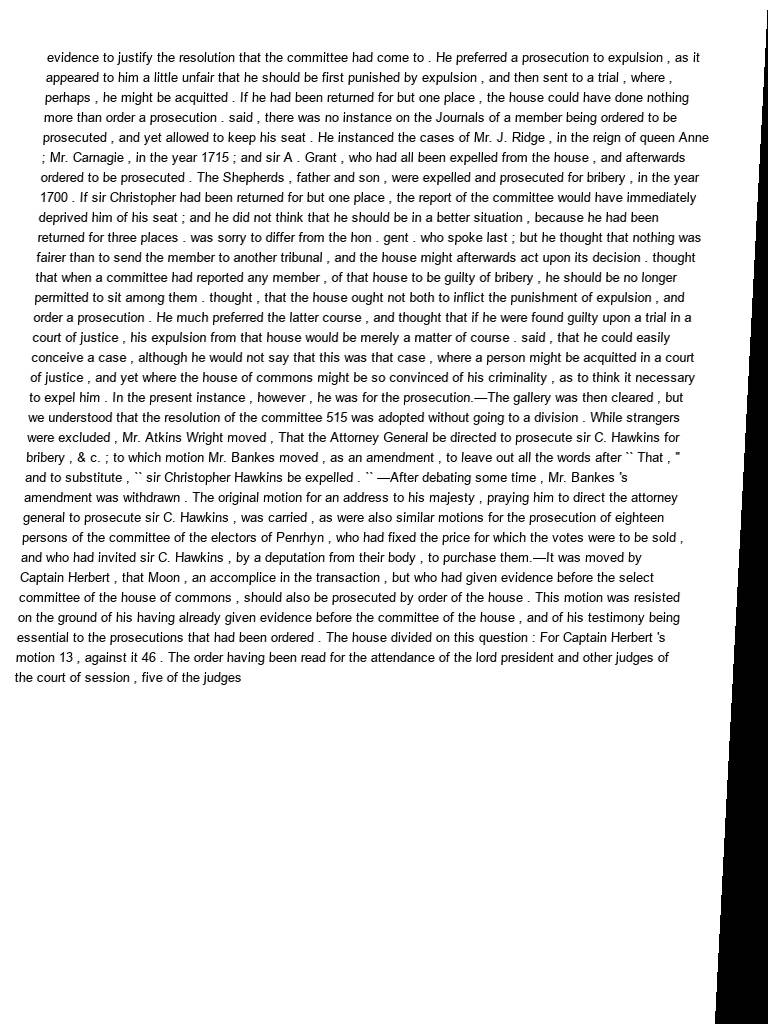 evidence to justify the resolution that the committee had come to . He preferred a prosecution to expulsion , as it
appeared to him a little unfair that he should be first punished by expulsion , and then sent to a trial , where ,
perhaps , he might be acquitted . If he had been returned for but one place , the house could have done nothing
more than order a prosecution . said , there was no instance on the Journals of a member being ordered to be
prosecuted , and yet allowed to keep his seat . He instanced the cases of Mr. J. Ridge , in the reign of queen Anne
; Mr. Carnagie , in the year 1715 ; and sir A . Grant , who had all been expelled from the house , and afterwards
ordered to be prosecuted . The Shepherds , father and son , were expelled and prosecuted for bribery , in the year
1700 . If sir Christopher had been returned for but one place , the report of the committee would have immediately
deprived him of his seat ; and he did not think that he should be in a better situation , because he had been
returned for three places . was sorry to differ from the hon . gent . who spoke last ; but he thought that nothing was
fairer than to send the member to another tribunal , and the house might afterwards act upon its decision . thought
that when a committee had reported any member , of that house to be guilty of bribery , he should be no longer
permitted to sit among them . thought , that the house ought not both to inflict the punishment of expulsion , and
order a prosecution . He much preferred the latter course , and thought that if he were found guilty upon a trial in a
court of justice , his expulsion from that house would be merely a matter of course . said , that he could easily
conceive a case , although he would not say that this was that case , where a person might be acquitted in a court
of justice , and yet where the house of commons might be so convinced of his criminality , as to think it necessary
to expel him . In the present instance , however , he was for the prosecution.—The gallery was then cleared , but
we understood that the resolution of the committee 515 was adopted without going to a division . While strangers
were excluded , Mr. Atkins Wright moved , That the Attorney General be directed to prosecute sir C. Hawkins for
bribery , & c. ; to which motion Mr. Bankes moved , as an amendment , to leave out all the words after `` That , "
and to substitute , `` sir Christopher Hawkins be expelled . `` —After debating some time , Mr. Bankes 's
amendment was withdrawn . The original motion for an address to his majesty , praying him to direct the attorney
general to prosecute sir C. Hawkins , was carried , as were also similar motions for the prosecution of eighteen
persons of the committee of the electors of Penrhyn , who had fixed the price for which the votes were to be sold ,
and who had invited sir C. Hawkins , by a deputation from their body , to purchase them.—It was moved by
Captain Herbert , that Moon , an accomplice in the transaction , but who had given evidence before the select
committee of the house of commons , should also be prosecuted by order of the house . This motion was resisted
on the ground of his having already given evidence before the committee of the house , and of his testimony being
essential to the prosecutions that had been ordered . The house divided on this question : For Captain Herbert 's
motion 13 , against it 46 . The order having been read for the attendance of the lord president and other judges of
the court of session , five of the judges